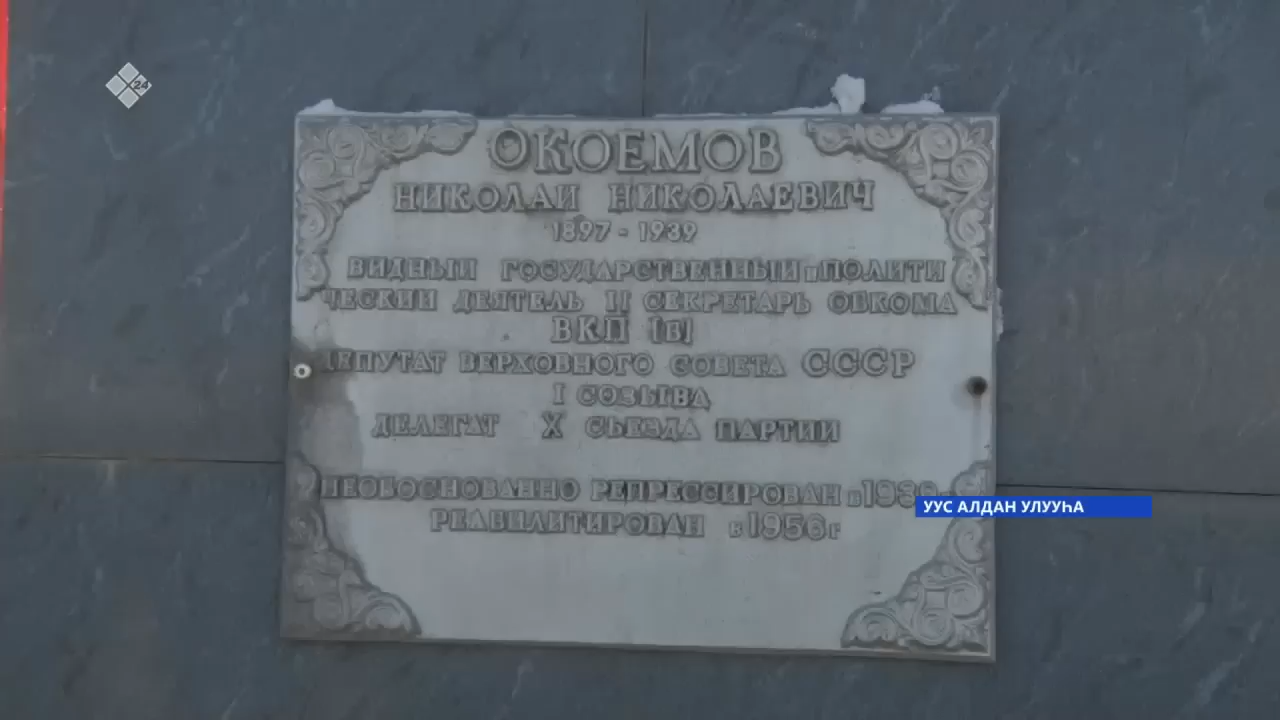 24
ОКОЕМОВ
НИКОЛАЙ НИКОЛАЕВИЧ
1897 - 1939
ВИДНЫЙ ГОСУДАРСТВЕННЫЙ и ПОЛИТИ
ЧЕСКИЙ ДЕЯТЕЛЬ II СЕКРЕТАРЬ ОБКОМА
ВКП (в)
ДЕПУТАТ ВЕРХОВНОГО СОВЕТА СССР
I СОЗЫВА
ДЕЛЕГАТ X СЪЕЗДА ПАРТИИ
НЕОБОСНОВАННО РЕПРЕССИРОВАН в
РЕАБИЛИТИРОВАН в 1956 г
УУС АЛДАН УЛУУҺА